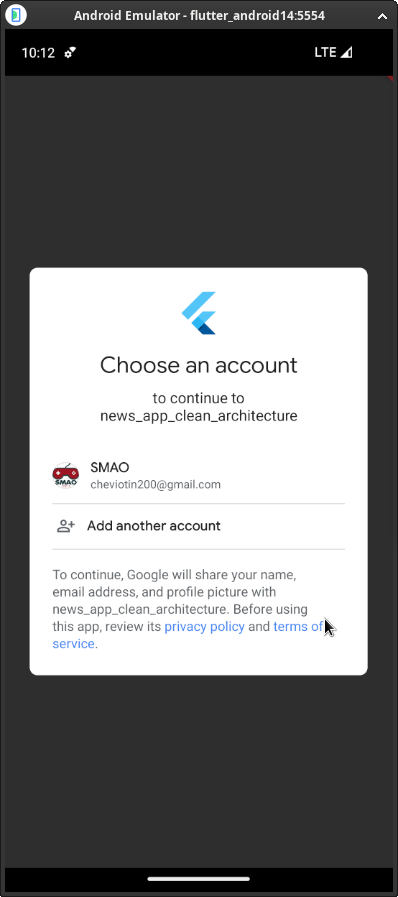 Android Emulator - flutter_android14:5554
10:12
LTE
Choose an account
to continue to
news_app_clean_architecture
SMAO
SMAO
cheviotin200@gmail.com
Add another account
To continue, Google will share your name,
email address, and profile picture with
news_app_clean_architecture. Before using
this app, review its privacy policy and terms of
service.